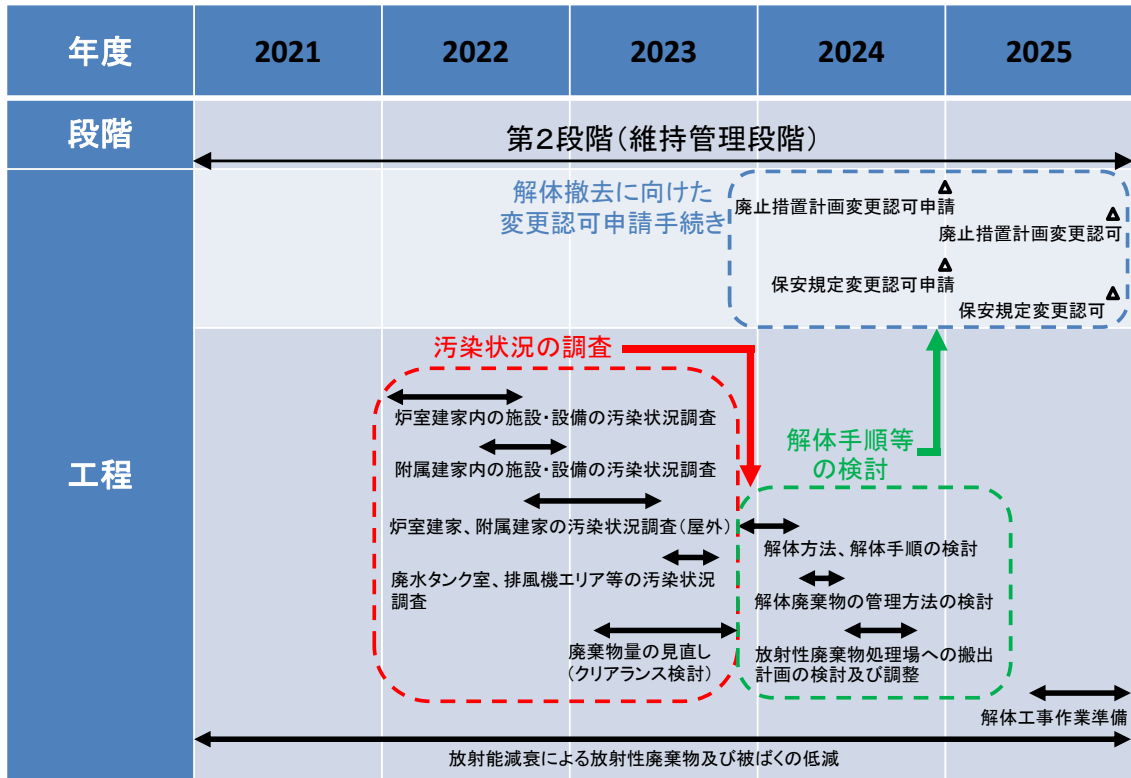 年度
2021
2022
2023
2024
2025
段階
第２段階（維持管理段階）
工程
解体撤去に向けた
変更認可申請手続き
廃止措置計画変更認可申請
廃止措置計画変更認可
保安規定変更認可申請
保安規定変更認可
汚染状況の調査
炉室建家内の施設・設備の汚染状況調査
附属建家内の施設・設備の汚染状況調査
炉室建家、附属建家の汚染状況調査（屋外）
廃水タンク室、排風機エリア等の汚染状況
調査
廃棄物量の見直し
（クリアランス検討）
解体手順等
の検討
解体方法、解体手順の検討
解体廃棄物の管理方法の検討
放射性廃棄物処理場への搬出
計画の検討及び調整
解体工事作業準備
放射能減衰による放射性廃棄物及び被ばくの低減